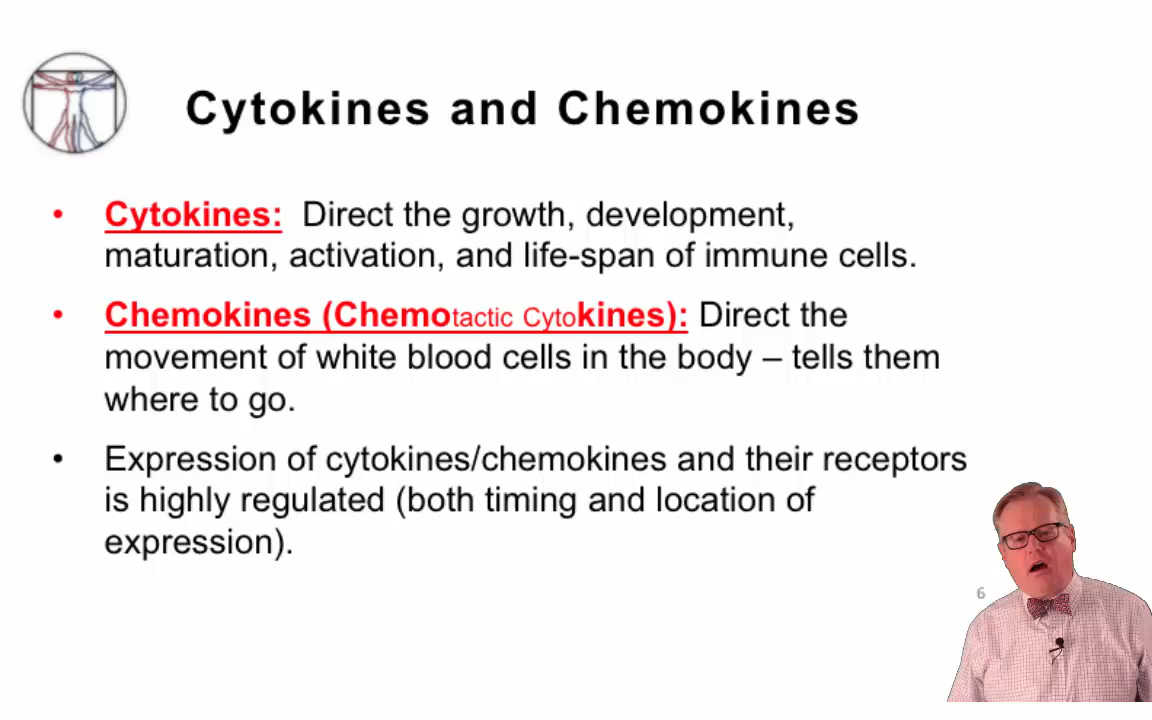 Cytokines and Chemokines
• Cytokines: Direct the growth, development,
maturation, activation, and life-span of immune cells.
• Chemokines (Chemotactic Cytokines): Direct the
movement of white blood cells in the body – tells them
where to go.
• Expression of cytokines/chemokines and their receptors
is highly regulated (both timing and location of
expression).
6